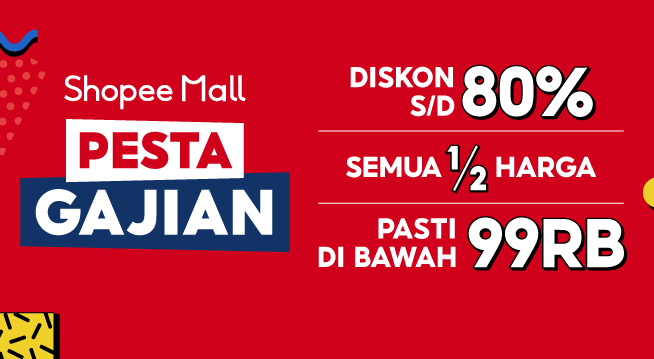 Shopee Mall
PESTA
GAJIAN
DISKON
S/D 80%
SEMUA 1/2 HARGA
PASTI
DI BAWAH 99RB